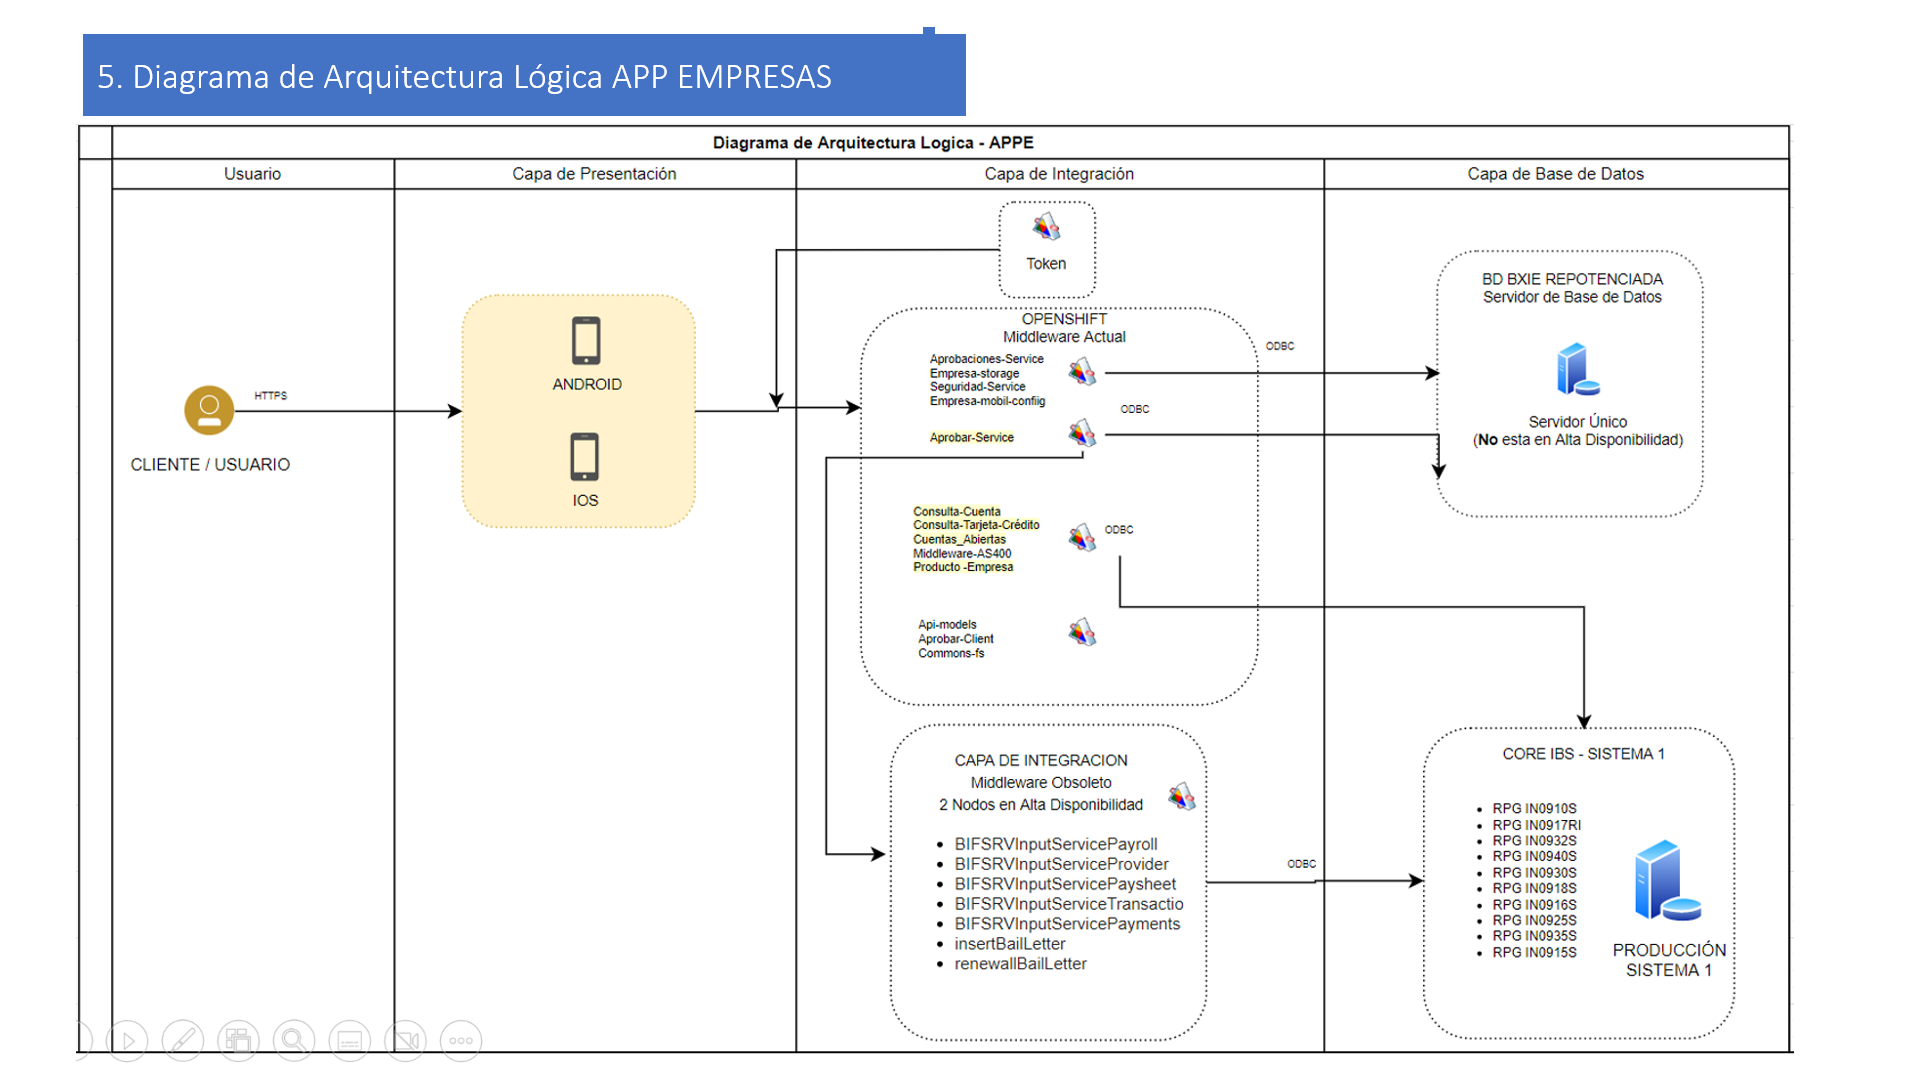 5. Diagrama de Arquitectura Lógica APP EMPRESAS
Diagrama de Arquitectura Logica - APPE
Usuario
Capa de Presentación
Capa de Integración
Capa de Base de Datos
HTTPS
CLIENTE / USUARIO
ANDROID
IOS
Token
OPENSHIFT
Middleware Actual
Aprobaciones-Service
Empresa-storage
Seguridad-Service
Empresa-mobil-confiig
ODBC
Aprobar-Service
ODBC
Consulta-Cuenta
Consulta-Tarjeta-Crédito
Cuentas_Abiertas
Middleware-AS400
Producto -Empresa
ODBC
Api-models
Aprobar-Client
Commons-fs
CAPA DE INTEGRACION
Middleware Obsoleto
2 Nodos en Alta Disponibilidad
BIFSRVInputServicePayroll
BIFSRVInputServiceProvider
BIFSRVInputServicePaysheet
BIFSRVInputServiceTransactio
BIFSRVInputServicePayments
insertBailLetter
renewallBailLetter
ODBC
BD BXIE REPOTENCIADA
Servidor de Base de Datos
Servidor Único
(No esta en Alta Disponibilidad)
CORE IBS - SISTEMA 1
RPG IN0910S
RPG IN0917RI
RPG IN0932S
RPG IN0940S
RPG IN0930S
RPG IN0918S
RPG IN0916S
RPG IN0925S
RPG IN0935S
RPG IN0915S
PRODUCCIÓN
SISTEMA 1